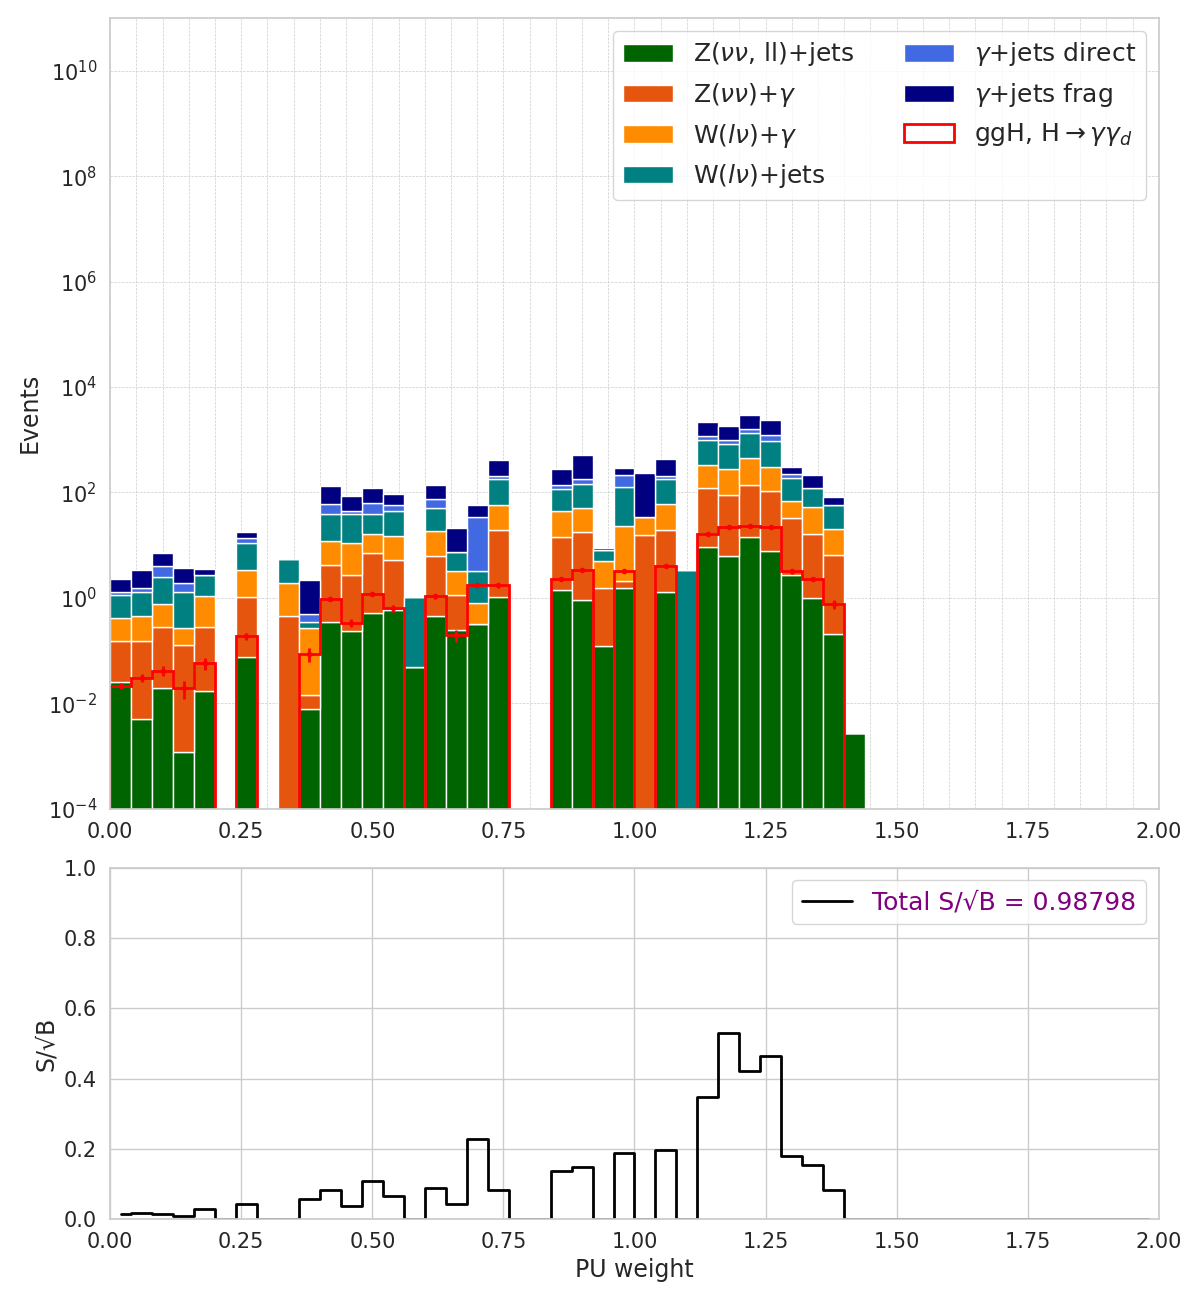 Z(νν, ll)+jets
Z(νν)+γ
W(lν)+γ
W(lν)+jets
γ+jets direct
γ+jets frag
ggH, H→γγ_d
Events
10^10
10^8
10^6
10^4
10^2
10^0
10^−2
10^−4
0.00 0.25 0.50 0.75 1.00 1.25 1.50 1.75 2.00
Total S/√B = 0.98798
S/√B
1.0
0.8
0.6
0.4
0.2
0.0
0.00 0.25 0.50 0.75 1.00 1.25 1.50 1.75 2.00
PU weight